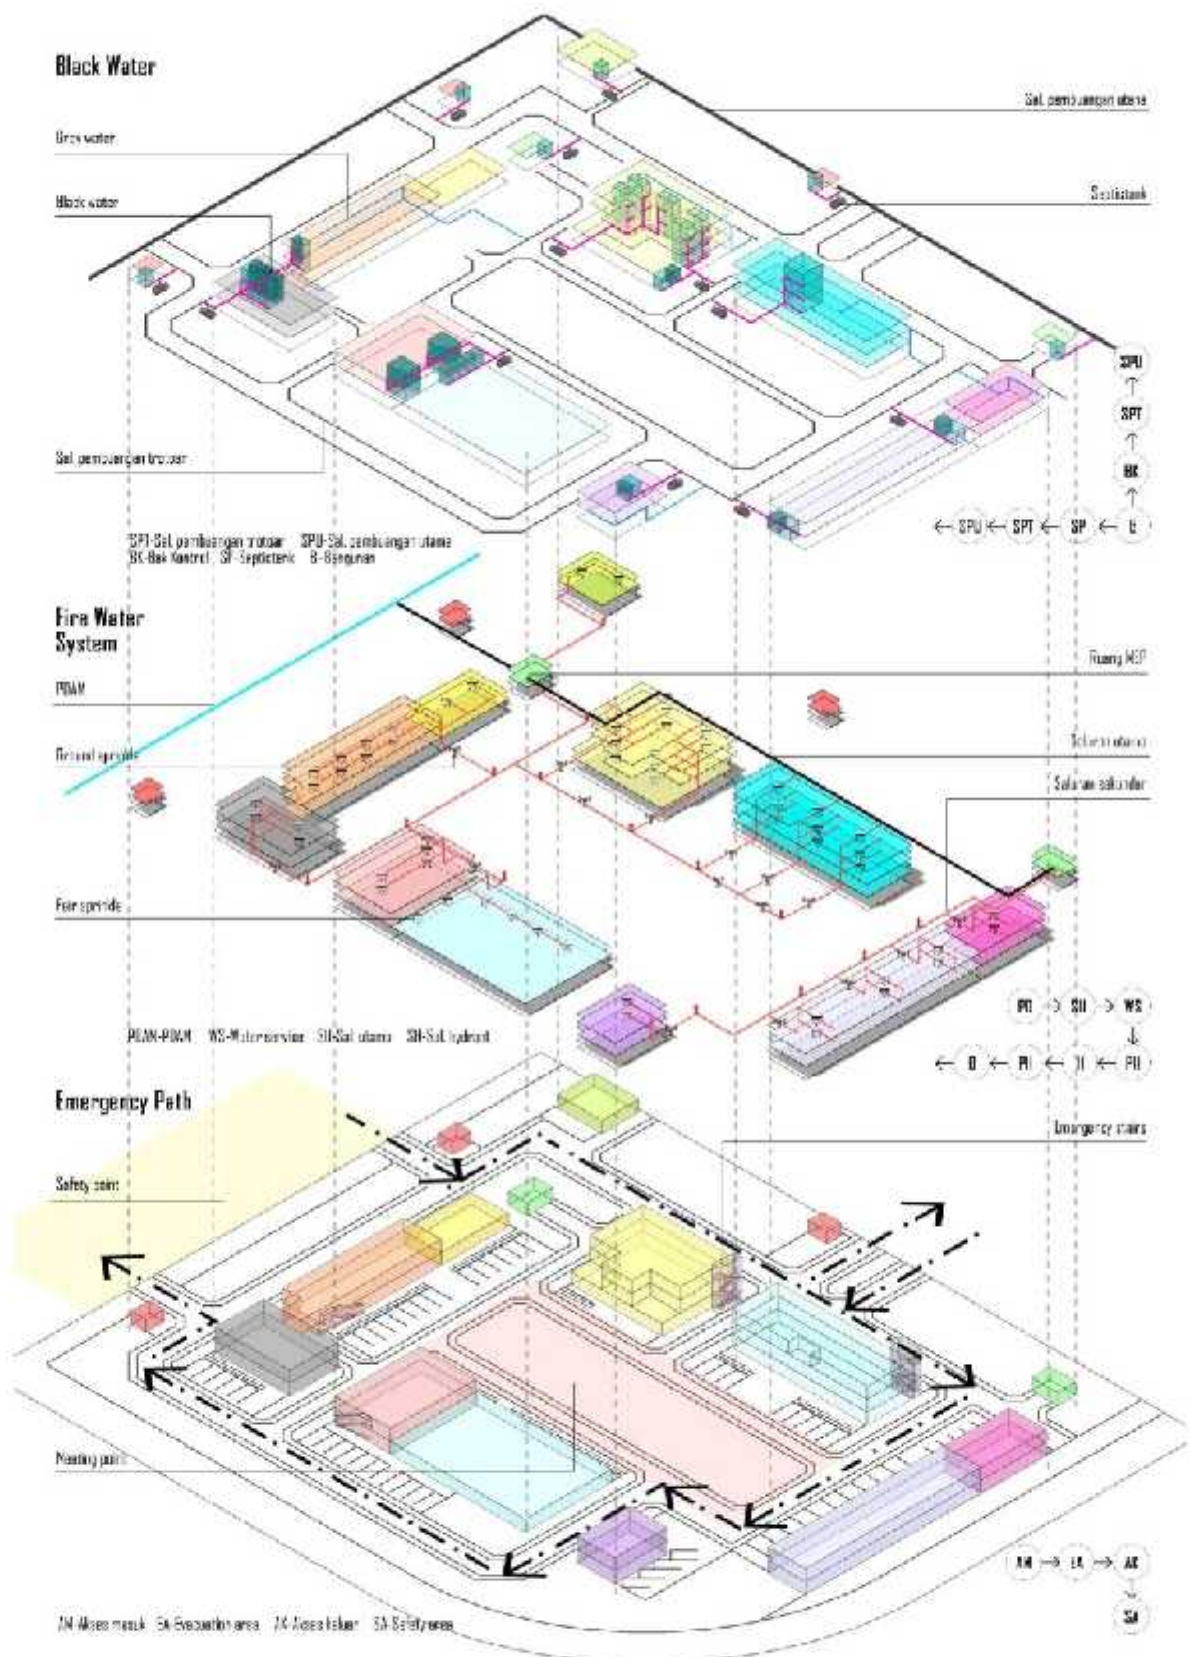 Black Water
Sal. pembuangan utama
Grey water
Black water
Septictank
SPU
SPT
BK
Sal. pembuangan trotoar
SPU SPT SP B
SPT-Sal. pembuangan trotoar SPU-Sal. pembuangan utama
BK-Bak Kontrol SP-Septictank B-Bangunan
Fire Water
System
Ruang MEP
PDAM
Saluran utama
Ground sprinkle
Saluran sekunder
Feir sprinkle
PD SU WS
B PH H PH
PDAM-PDAM WS-Water service SU-Sal. utama SH-Sal. hydrant
Emergency Path
Emergency stairs
Safety point
Meeting point
AM EA AK
SA
AM-Akses masuk EA-Evacuation area AK-Akses keluar SA-Safety area